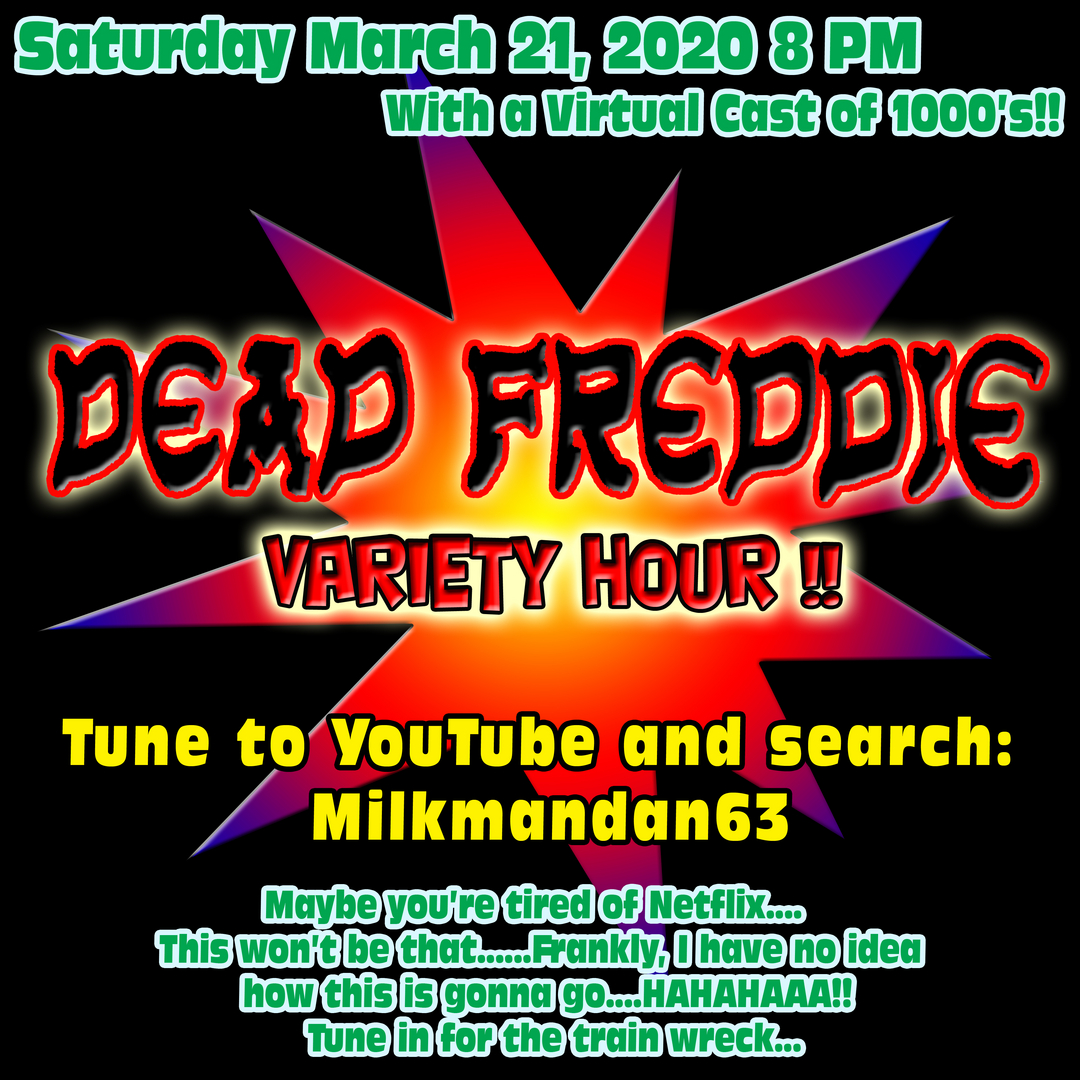 Saturday March 21, 2020 8 PM
With a Virtual Cast of 1000's!!
DEAD FREDDIE
VARIETY HOUR !!
Tune to YouTube and search:
Milkmandan63
Maybe you're tired of Netflix....
This won't be that......Frankly, I have no idea
how this is gonna go....HAHAHAAA!!
Tune in for the train wreck...